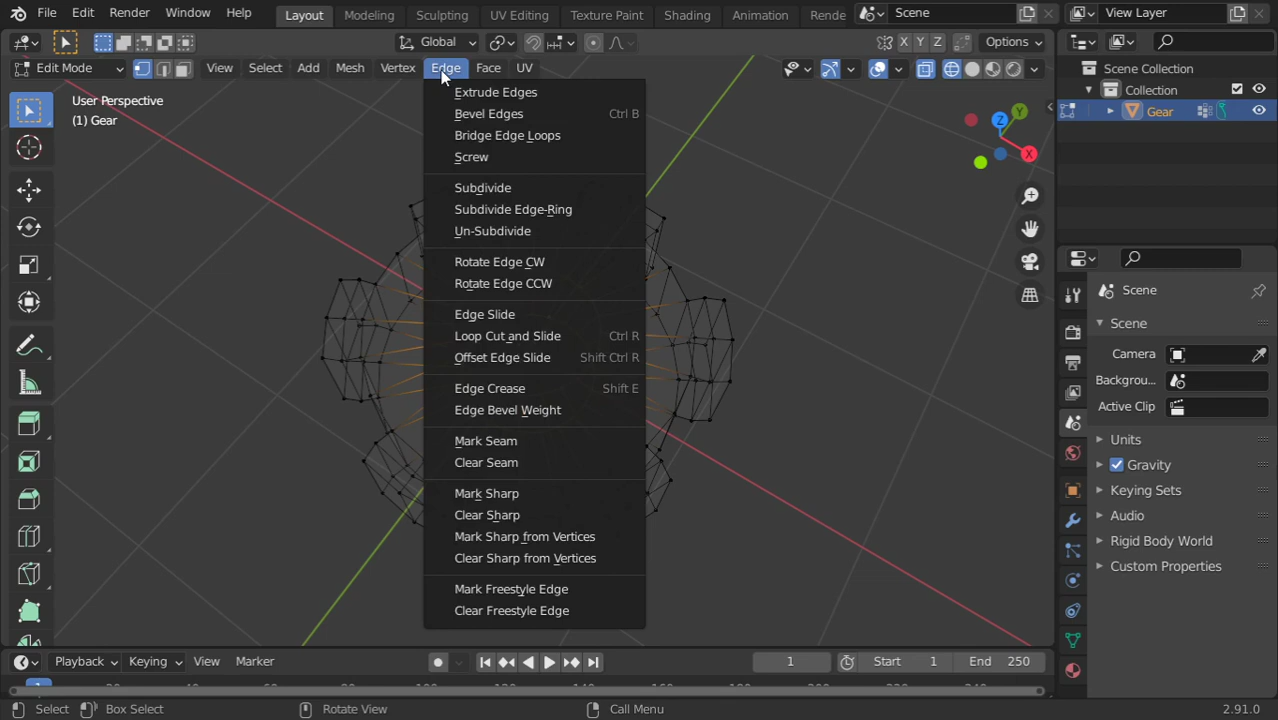 File Edit Render Window Help Layout Modeling Sculpting UV Editing Texture Paint Shading Animation Rende Scene View Layer
Global Options
Edit Mode View Select Add Mesh Vertex Edge Face UV
Scene Collection
Collection
Gear
User Perspective
(1) Gear
Extrude Edges
Bevel Edges Ctrl B
Bridge Edge Loops
Screw
Subdivide
Subdivide Edge-Ring
Un-Subdivide
Rotate Edge CW
Rotate Edge CCW
Edge Slide
Loop Cut and Slide Ctrl R
Offset Edge Slide Shift Ctrl R
Edge Crease Shift E
Edge Bevel Weight
Mark Seam
Clear Seam
Mark Sharp
Clear Sharp
Mark Sharp from Vertices
Clear Sharp from Vertices
Mark Freestyle Edge
Clear Freestyle Edge
X Y Z
Y
Z
X
Scene
Scene
Camera
Backgrou...
Active Clip
Units
Gravity
Keying Sets
Audio
Rigid Body World
Custom Properties
Playback Keying View Marker 1 Start 1 End 250
Select Box Select Rotate View Call Menu 2.91.0